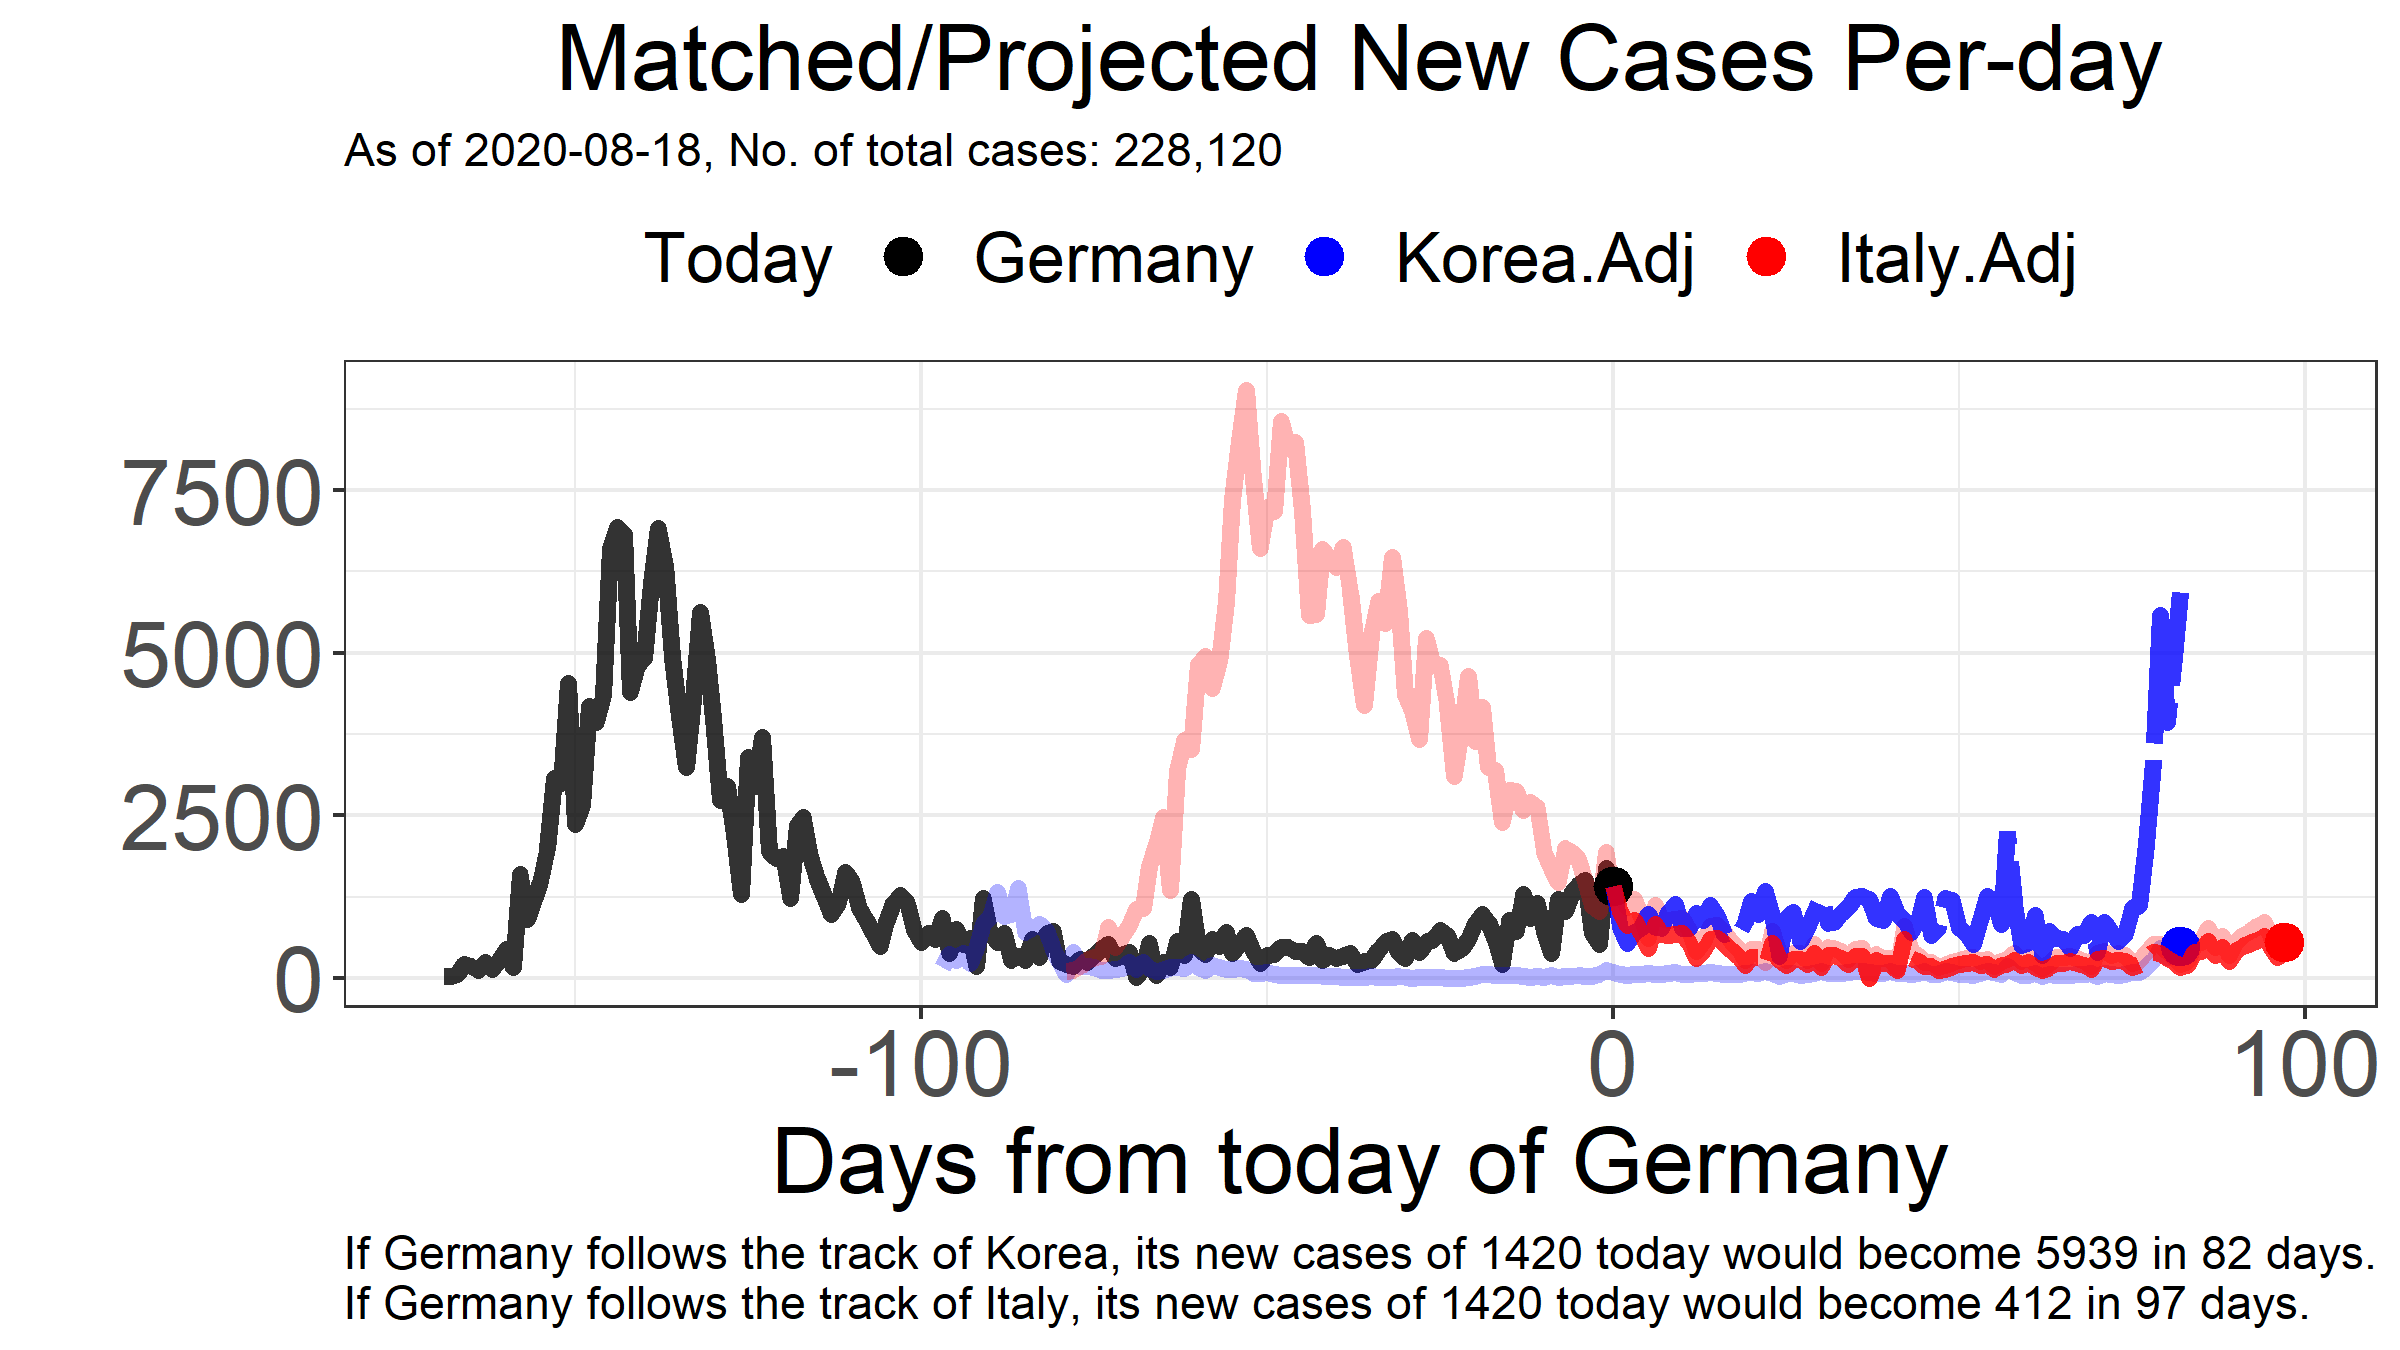 Matched/Projected New Cases Per-day
As of 2020-08-18, No. of total cases: 228,120
Today Germany Korea.Adj Italy.Adj
7500
5000
2500
0
-100 0 100
Days from today of Germany
If Germany follows the track of Korea, its new cases of 1420 today would become 5939 in 82 days.
If Germany follows the track of Italy, its new cases of 1420 today would become 412 in 97 days.